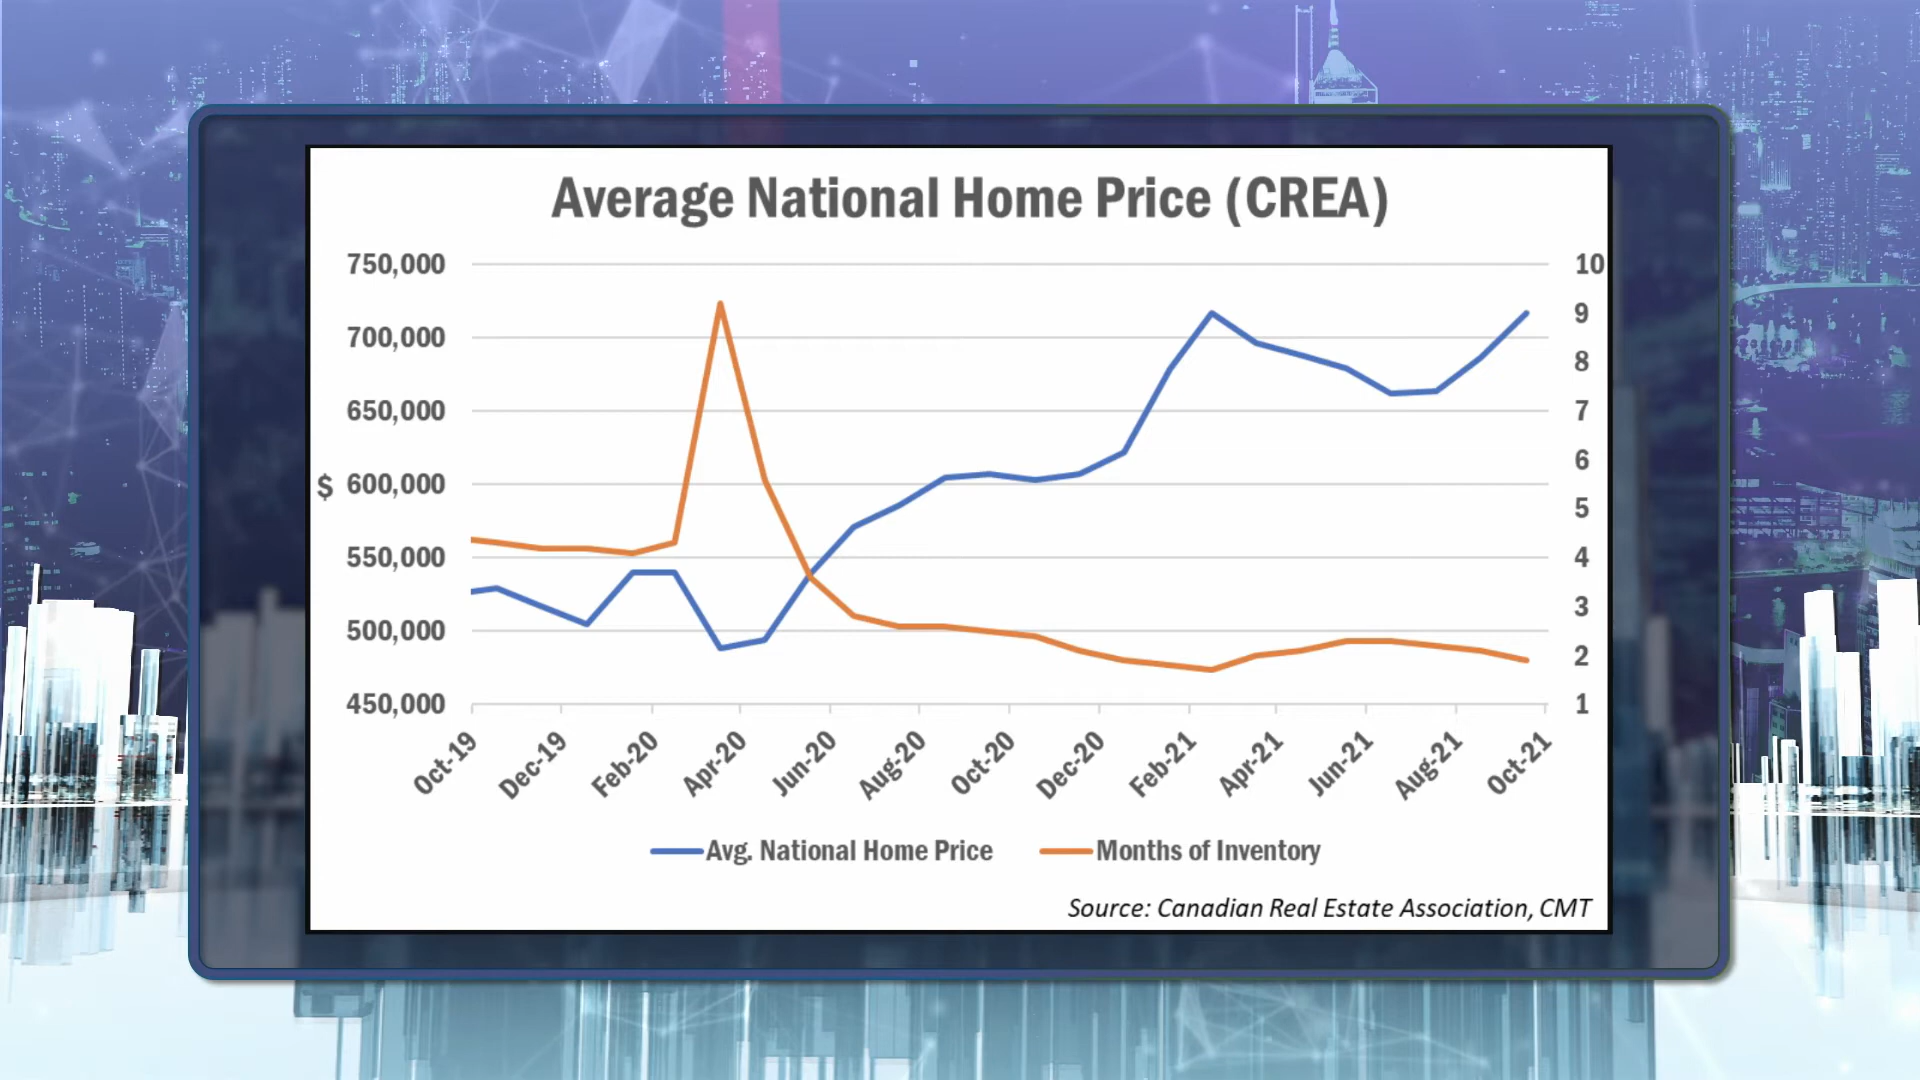 Average National Home Price (CREA)
750,000
10
9
700,000
8
650,000
7
6
$ 600,000
5
550,000
4
3
500,000
2
450,000
1
Oct-19
Dec-19
Feb-20
Apr-20
Jun-20
Aug-20
Oct-20
Dec-20
Feb-21
Apr-21
Jun-21
Aug-21
Oct-21
Avg. National Home Price
Months of Inventory
Source: Canadian Real Estate Association, CMT